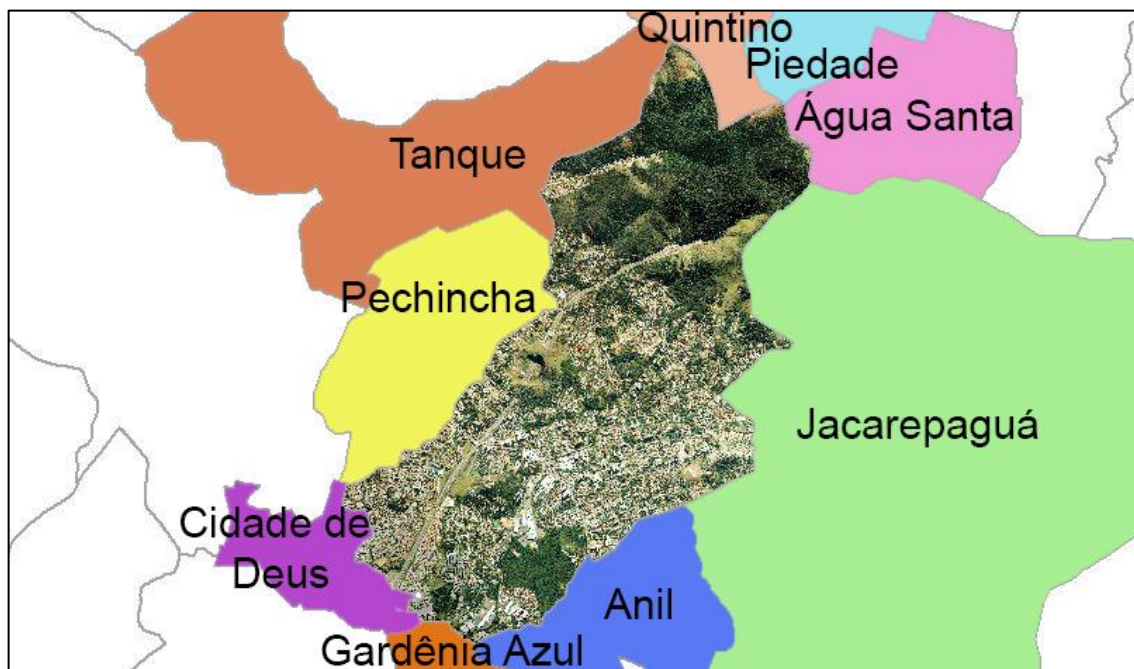 Quintino
Piedade
Água Santa
Tanque
Pechincha
Jacarepaguá
Cidade de
Deus
Anil
Gardênia Azul